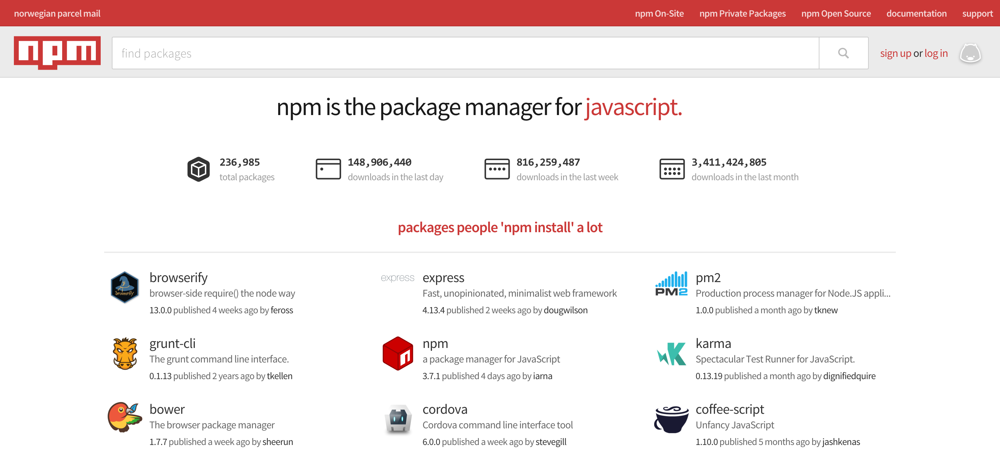 norwegian parcel mail
npm On-Site npm Private Packages npm Open Source documentation support
npm
find packages
sign up or log in
npm is the package manager for javascript.
236,985
total packages
148,906,440
downloads in the last day
816,259,487
downloads in the last week
3,411,424,805
downloads in the last month
packages people 'npm install' a lot
browserify
browserify
browser-side require() the node way
13.0.0 published 4 weeks ago by feross
express
express
Fast, unopinionated, minimalist web framework
4.13.4 published 2 weeks ago by dougwilson
PM2
pm2
Production process manager for Node.JS appli...
1.0.0 published a month ago by tknew
grunt-cli
The grunt command line interface.
0.1.13 published 2 years ago by tkellen
n
npm
a package manager for JavaScript
3.7.1 published 4 days ago by iarna
K
karma
Spectacular Test Runner for JavaScript.
0.13.19 published a month ago by dignifiedquire
bower
The browser package manager
1.7.7 published a week ago by sheerun
cordova
Cordova command line interface tool
6.0.0 published a week ago by stevegill
coffee-script
Unfancy JavaScript
1.10.0 published 5 months ago by jashkenas